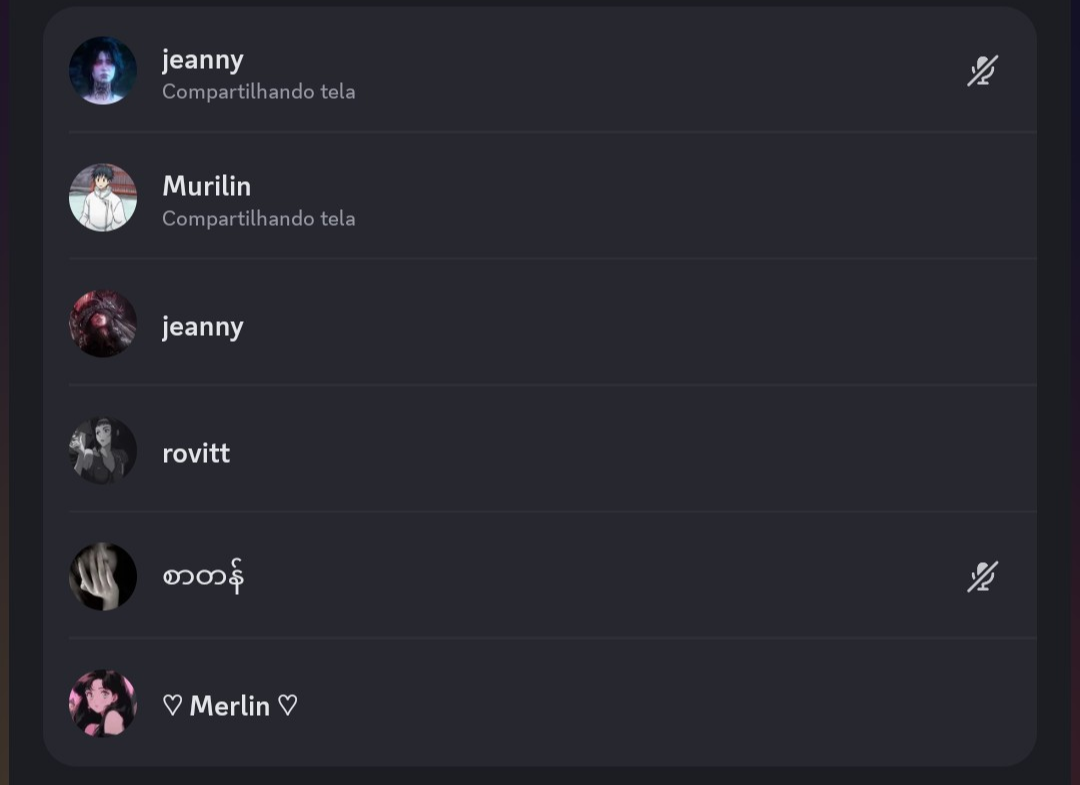 jeanny
Compartilhando tela
Murilin
Compartilhando tela
jeanny
rovitt
စာတန်
♡ Merlin ♡